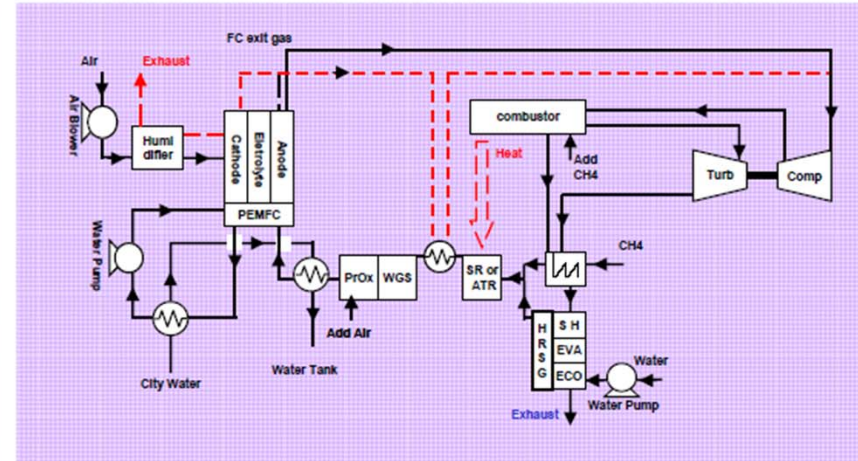 FC exit gas
Air
Exhaust
Air Blower
Humi
difier
Cathode
Eletrolyte
Anode
PEMFC
combustor
Heat
Add
CH4
Turb
Comp
Water Pump
PrOx
WGS
SR or
ATR
CH4
Add Air
Water Tank
City Water
H
R
S
G
S H
EVA
ECO
Water
Water Pump
Exhaust